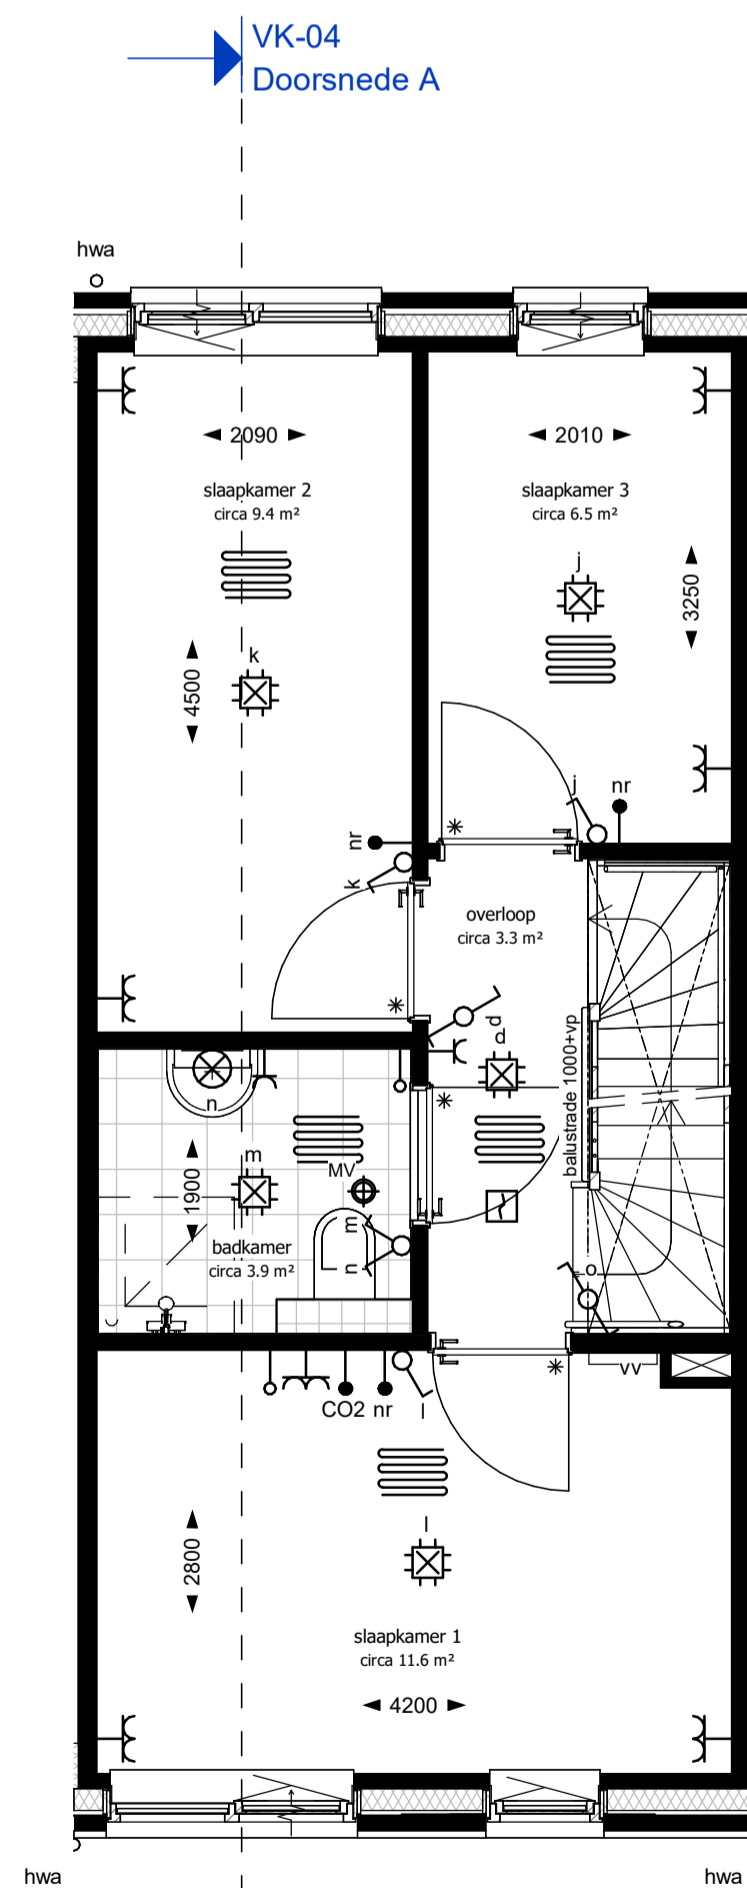 VK-04
Doorsnede A
hwa
2090
2010
slaapkamer 2
circa 9.4 m²
slaapkamer 3
circa 6.5 m²
j
3250
k
4500
j
nr
nr
k
overloop
circa 3.3 m²
d
d
balustrade 1000+vp
n
m
MV
1900
m
badkamer
circa 3.9 m²
n
o
vv
CO2 nr
l
l
2800
slaapkamer 1
circa 11.6 m²
4200
hwa
hwa